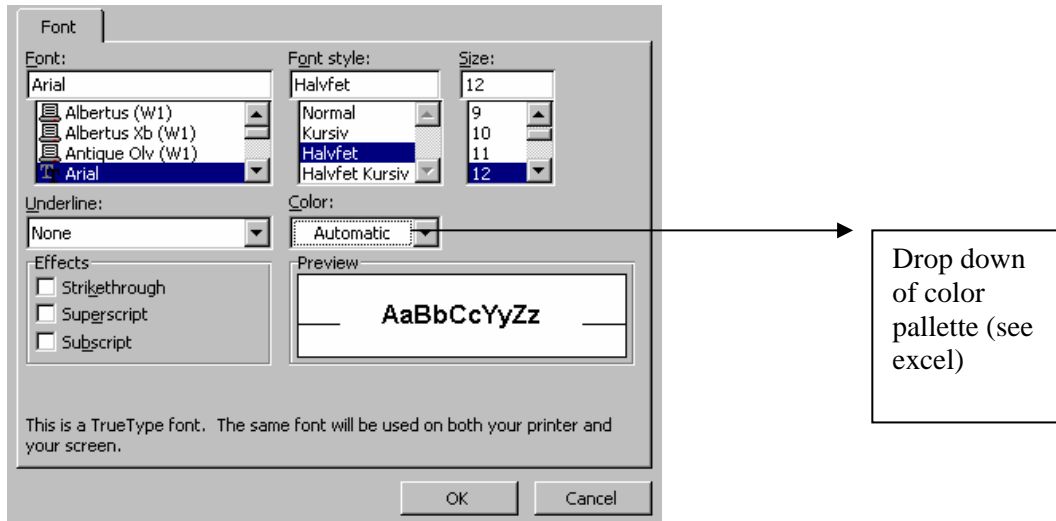 Font
Font:
Font style:
Size:
Arial
Halvfet
12
Albertus (W1)
Albertus Xb (W1)
Antique Olv (W1)
Arial
Normal
Kursiv
Halvfet
Halvfet Kursiv
9
10
11
12
Underline:
Color:
None
Automatic
Effects
Strikethrough
Superscript
Subscript
Preview
AaBbCcYyZz
This is a TrueType font. The same font will be used on both your printer and
your screen.
OK
Cancel
Drop down
of color
pallette (see
excel)